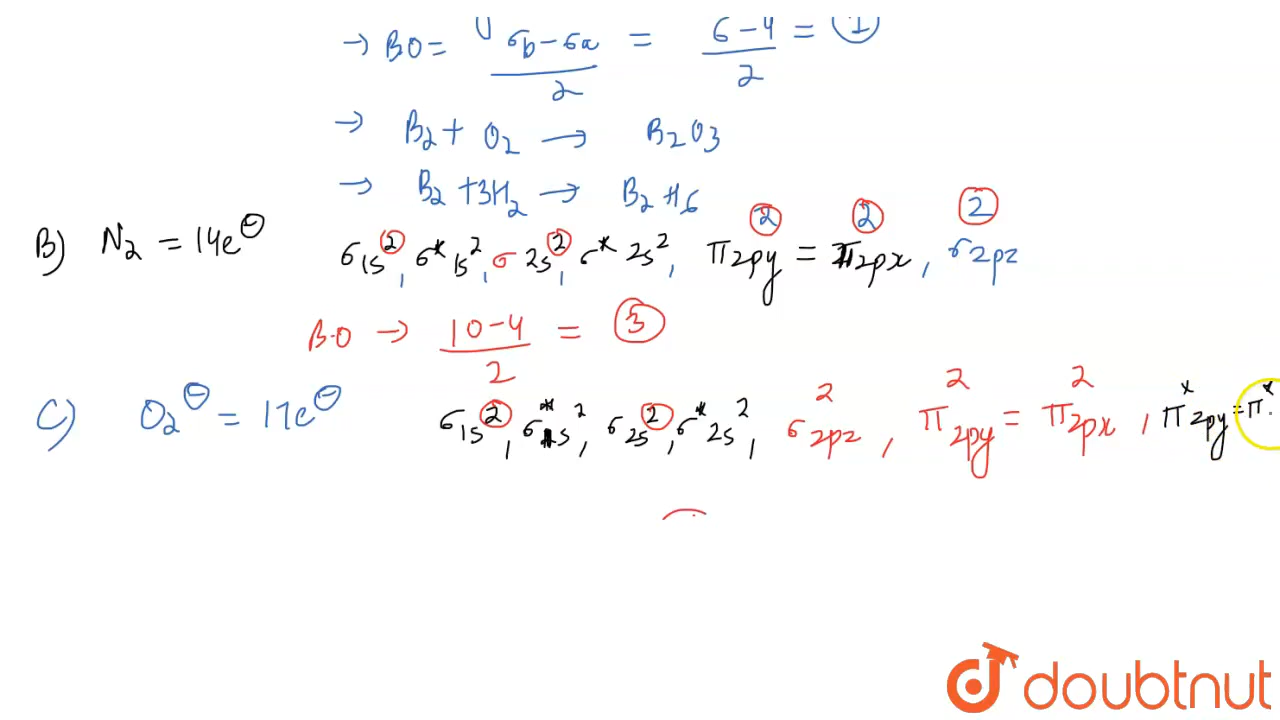 → BO = σb-σa/2 = 6-4/2 = 1
→ B2 + O2 → B2O3
→ B2 + 3H2 → B2H6
B) N2 = 14e⊖ σ1s2, σ*1s2, σ2s2, σ*2s2, π2py2 = π2px2, σ2pz2
B.O → 10-4/2 = 3
C) O2⊖ = 17e⊖ σ1s2, σ*1s2, σ2s2, σ*2s2, σ2pz2, π2py2 = π2px2, π*2py = π*
doubtnut